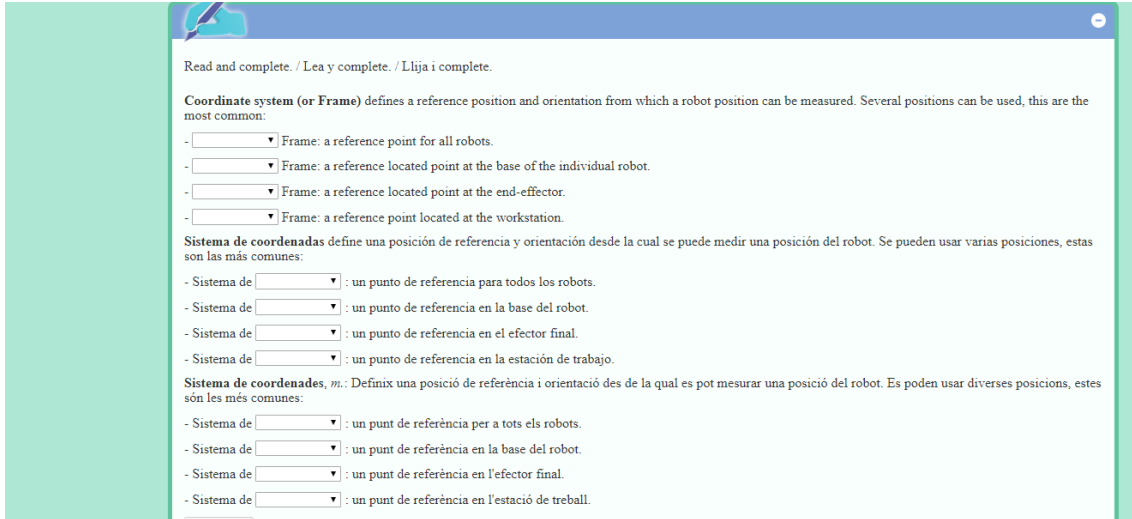 Read and complete. / Lea y complete. / Llija i complete.
Coordinate system (or Frame) defines a reference position and orientation from which a robot position can be measured. Several positions can be used, this are the
most common:
- Frame: a reference point for all robots.
- Frame: a reference located point at the base of the individual robot.
- Frame: a reference located point at the end-effector.
- Frame: a reference point located at the workstation.
Sistema de coordenadas define una posición de referencia y orientación desde la cual se puede medir una posición del robot. Se pueden usar varias posiciones, estas
son las más comunes:
- Sistema de : un punto de referencia para todos los robots.
- Sistema de : un punto de referencia en la base del robot.
- Sistema de : un punto de referencia en el efector final.
- Sistema de : un punto de referencia en la estación de trabajo.
Sistema de coordenades, m.: Definix una posició de referència i orientació des de la qual es pot mesurar una posició del robot. Es poden usar diverses posicions, estes
són les més comunes:
- Sistema de : un punt de referència per a tots els robots.
- Sistema de : un punt de referència en la base del robot.
- Sistema de : un punt de referència en l'efector final.
- Sistema de : un punt de referència en l'estació de treball.